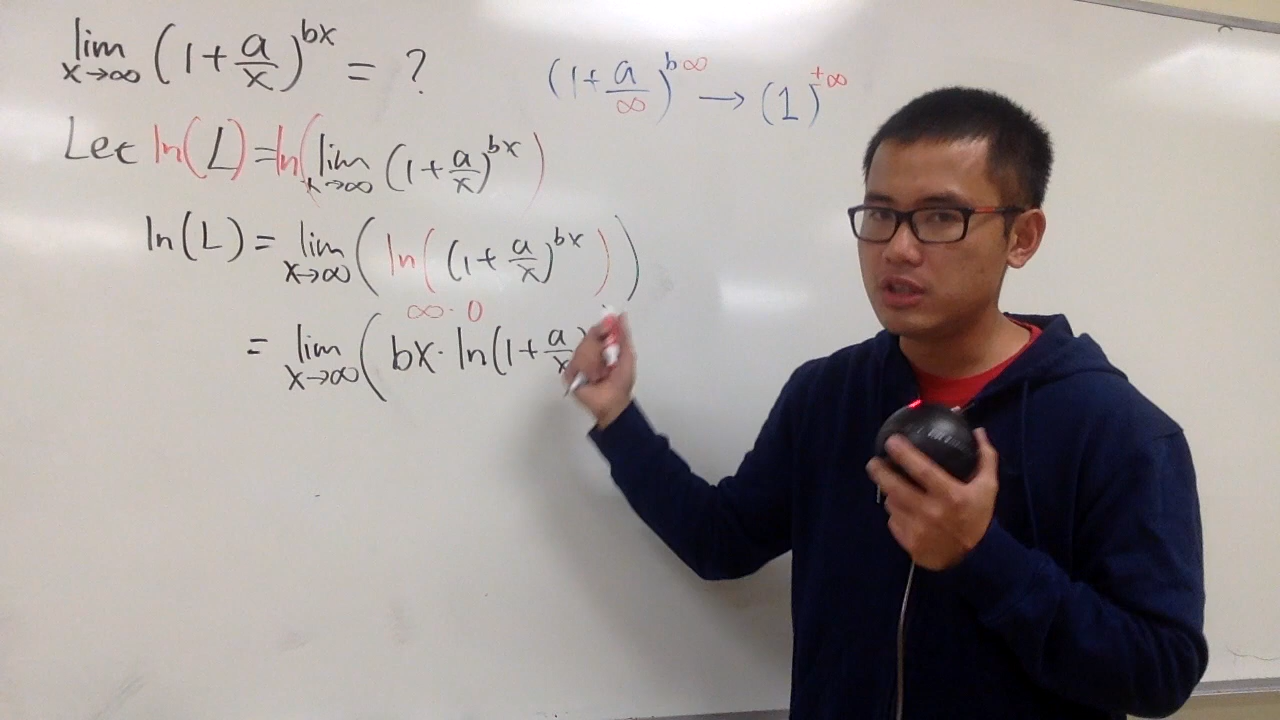 lim x→∞ (1 + a/x)^bx = ?
(1 + a/∞)^b∞ → (1)^+∞
Let ln(L) = ln(lim x→∞ (1 + a/x)^bx)
ln(L) = lim x→∞ (ln((1 + a/x)^bx))
∞·0
= lim x→∞ (bx·ln(1 + a/x)